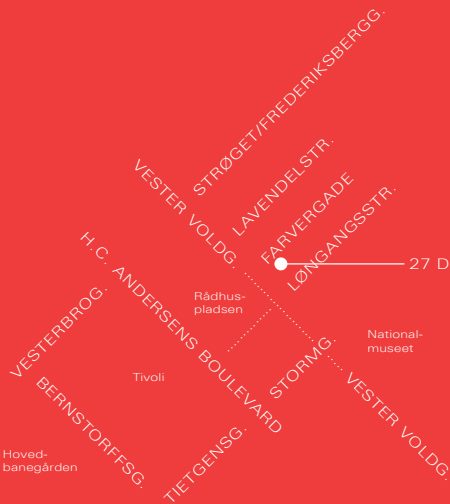 STRØGET/FREDERIKSBERGG.
VESTER VOLDG.
LAVENDELSTR.
FARVERGADE
LØNGANGSSTR.
27 D
H.C. ANDERSENS BOULEVARD
Rådhus-
pladsen
VESTERBROG.
National-
museet
STORMG.
Tivoli
BERNSTORFFSG.
VESTER VOLDG.
TIETGENSG.
Hoved-
banegården